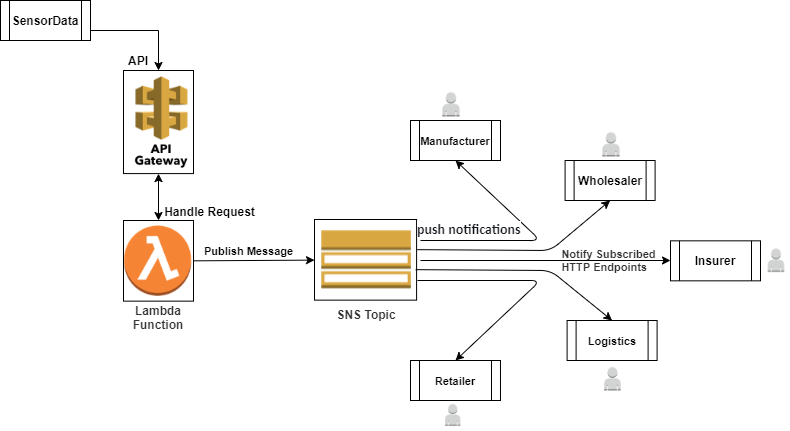 SensorData
API
API
Gateway
Handle Request
Lambda
Function
Publish Message
SNS Topic
push notifications
Notify Subscribed
HTTP Endpoints
Manufacturer
Wholesaler
Insurer
Logistics
Retailer